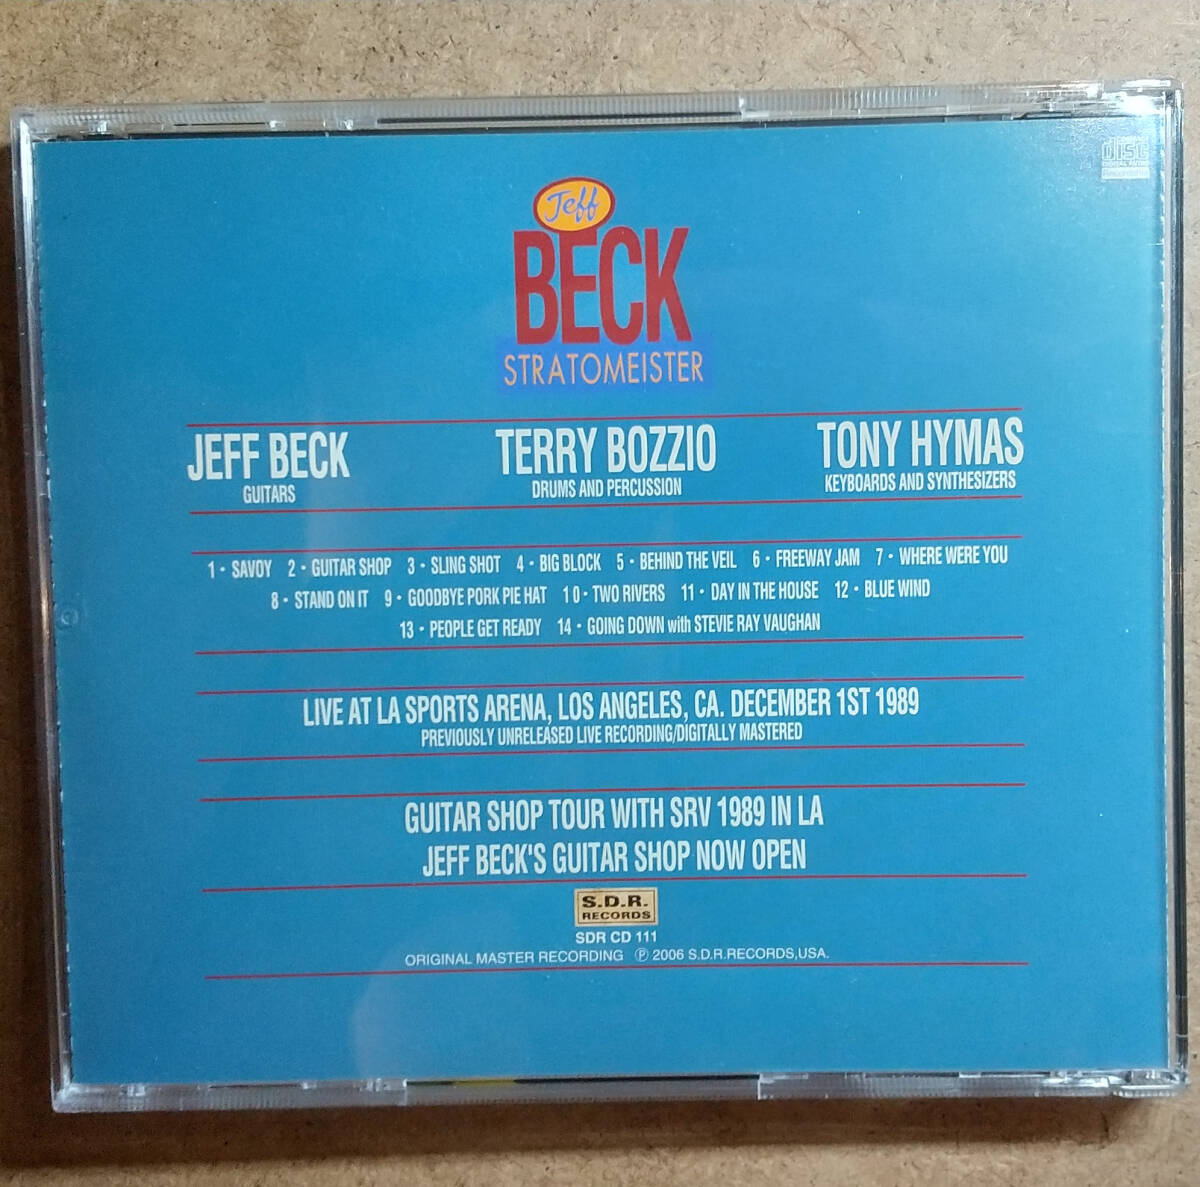 COMPACT
disc
DIGITAL AUDIO
Jeff
BECK
STRATOMEISTER
JEFF BECK
GUITARS
TERRY BOZZIO
DRUMS AND PERCUSSION
TONY HYMAS
KEYBOARDS AND SYNTHESIZERS
1 · SAVOY 2 · GUITAR SHOP 3 · SLING SHOT 4 · BIG BLOCK 5 · BEHIND THE VEIL 6 · FREEWAY JAM 7 · WHERE WERE YOU
8 · STAND ON IT 9 · GOODBYE PORK PIE HAT 10 · TWO RIVERS 11 · DAY IN THE HOUSE 12 · BLUE WIND
13 · PEOPLE GET READY 14 · GOING DOWN with STEVIE RAY VAUGHAN
LIVE AT LA SPORTS ARENA, LOS ANGELES, CA. DECEMBER 1ST 1989
PREVIOUSLY UNRELEASED LIVE RECORDING/DIGITALLY MASTERED
GUITAR SHOP TOUR WITH SRV 1989 IN LA
JEFF BECK'S GUITAR SHOP NOW OPEN
S.D.R.
RECORDS
SDR CD 111
ORIGINAL MASTER RECORDING ℗ 2006 S.D.R.RECORDS,USA.